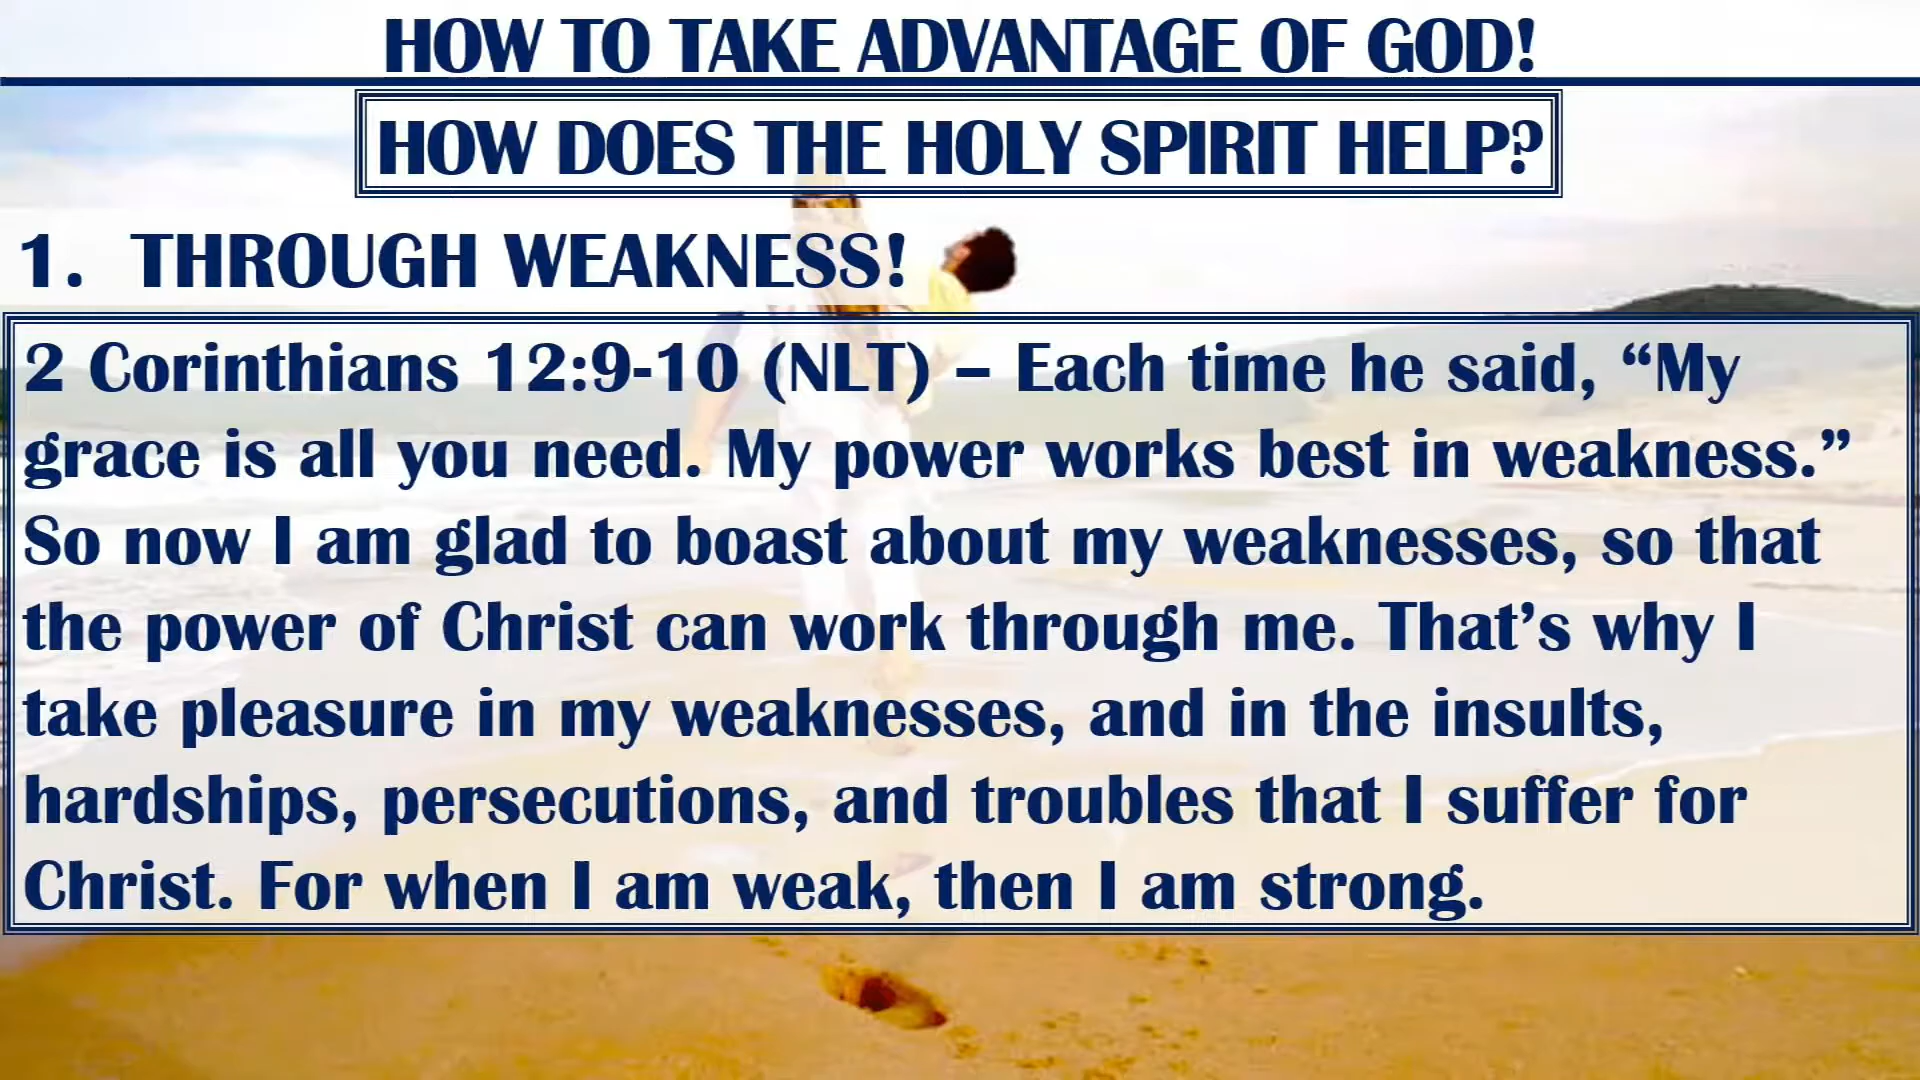 HOW TO TAKE ADVANTAGE OF GOD!
HOW DOES THE HOLY SPIRIT HELP?
1. THROUGH WEAKNESS!
2 Corinthians 12:9-10 (NLT) – Each time he said, “My
grace is all you need. My power works best in weakness.”
So now I am glad to boast about my weaknesses, so that
the power of Christ can work through me. That’s why I
take pleasure in my weaknesses, and in the insults,
hardships, persecutions, and troubles that I suffer for
Christ. For when I am weak, then I am strong.